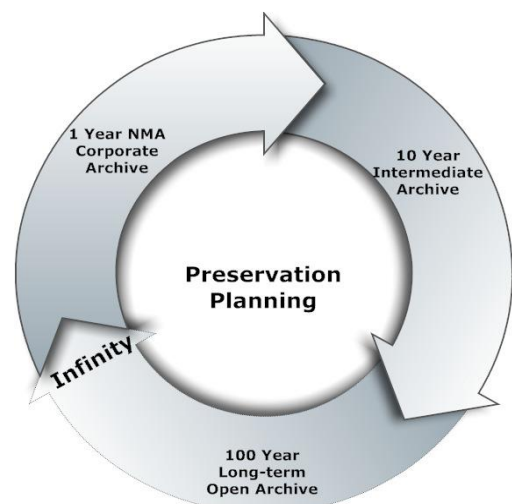 1 Year NMA
Corporate
Archive
10 Year
Intermediate
Archive
Preservation
Planning
Infinity
100 Year
Long-term
Open Archive